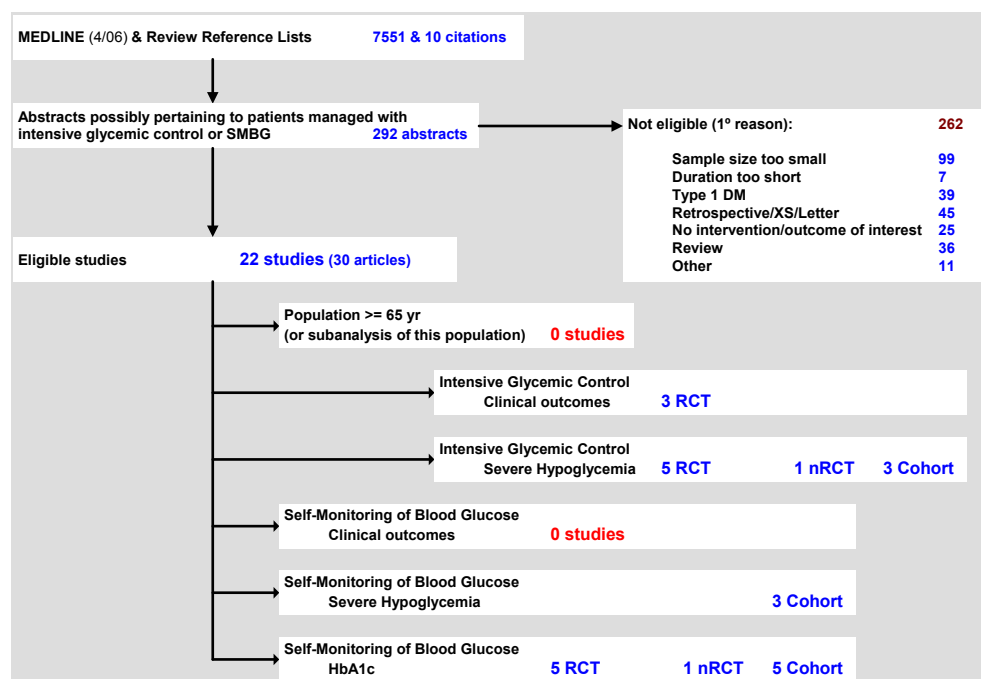 MEDLINE (4/06) & Review Reference Lists 7551 & 10 citations
Abstracts possibly pertaining to patients managed with
intensive glycemic control or SMBG 292 abstracts
Not eligible (1º reason): 262
Sample size too small 99
Duration too short 7
Type 1 DM 39
Retrospective/XS/Letter 45
No intervention/outcome of interest 25
Review 36
Other 11
Eligible studies 22 studies (30 articles)
Population >= 65 yr
(or subanalysis of this population) 0 studies
Intensive Glycemic Control
Clinical outcomes 3 RCT
Intensive Glycemic Control
Severe Hypoglycemia 5 RCT 1 nRCT 3 Cohort
Self-Monitoring of Blood Glucose
Clinical outcomes 0 studies
Self-Monitoring of Blood Glucose
Severe Hypoglycemia 3 Cohort
Self-Monitoring of Blood Glucose
HbA1c 5 RCT 1 nRCT 5 Cohort